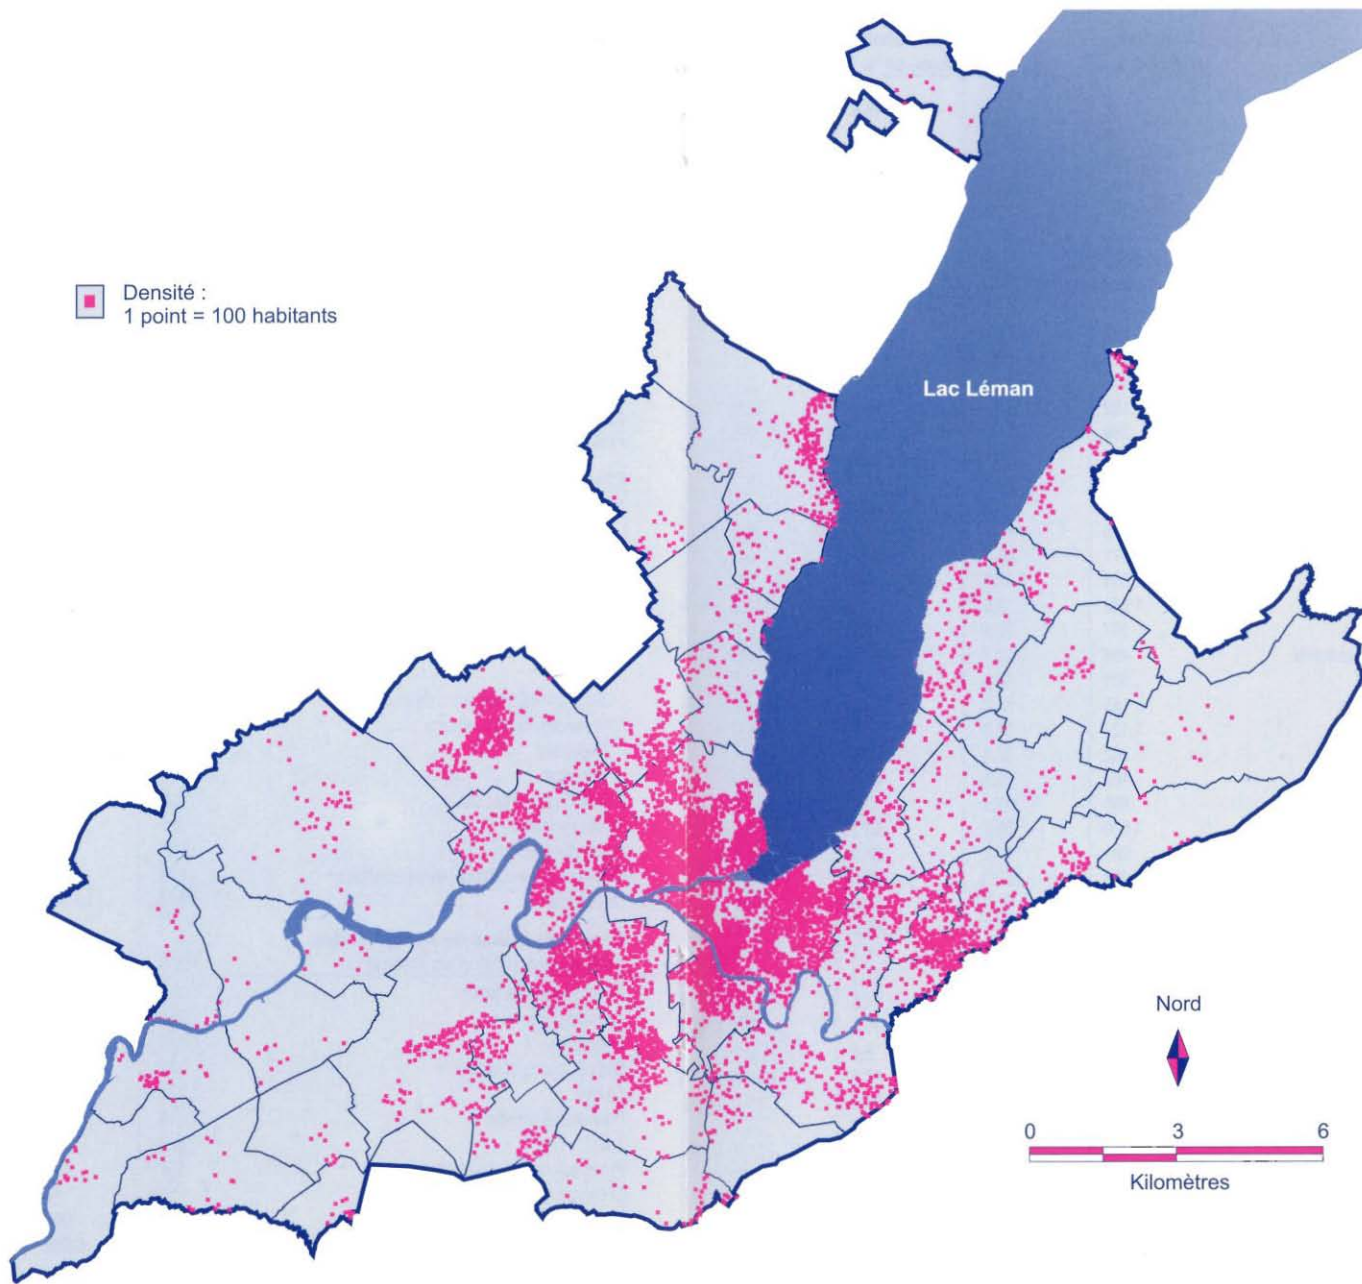 Densité :
1 point = 100 habitants
Lac Léman
Nord
0 3 6
Kilomètres